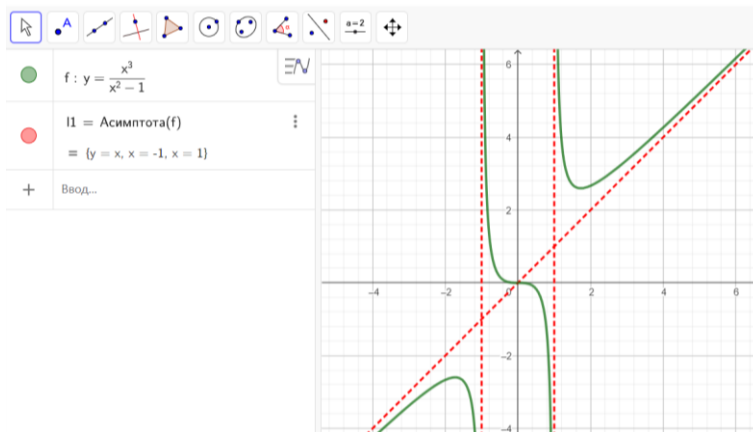 A
α
a=2
f : y = x³ / (x² − 1)
l1 = Асимптота(f)
= {y = x, x = -1, x = 1}
+ Ввод...
6
4
2
−4 −2 0 2 4 6
−2
−4